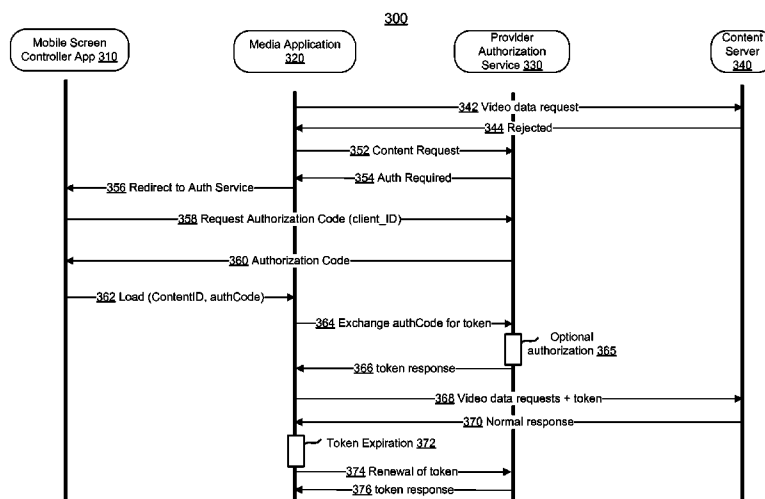 300
Mobile Screen
Controller App 310
Media Application
320
Provider
Authorization
Service 330
Content
Server
340
342 Video data request
344 Rejected
352 Content Request
354 Auth Required
356 Redirect to Auth Service
358 Request Authorization Code (client_ID)
360 Authorization Code
362 Load (ContentID, authCode)
364 Exchange authCode for token
Optional
authorization 365
366 token response
368 Video data requests + token
370 Normal response
Token Expiration 372
374 Renewal of token
376 token response